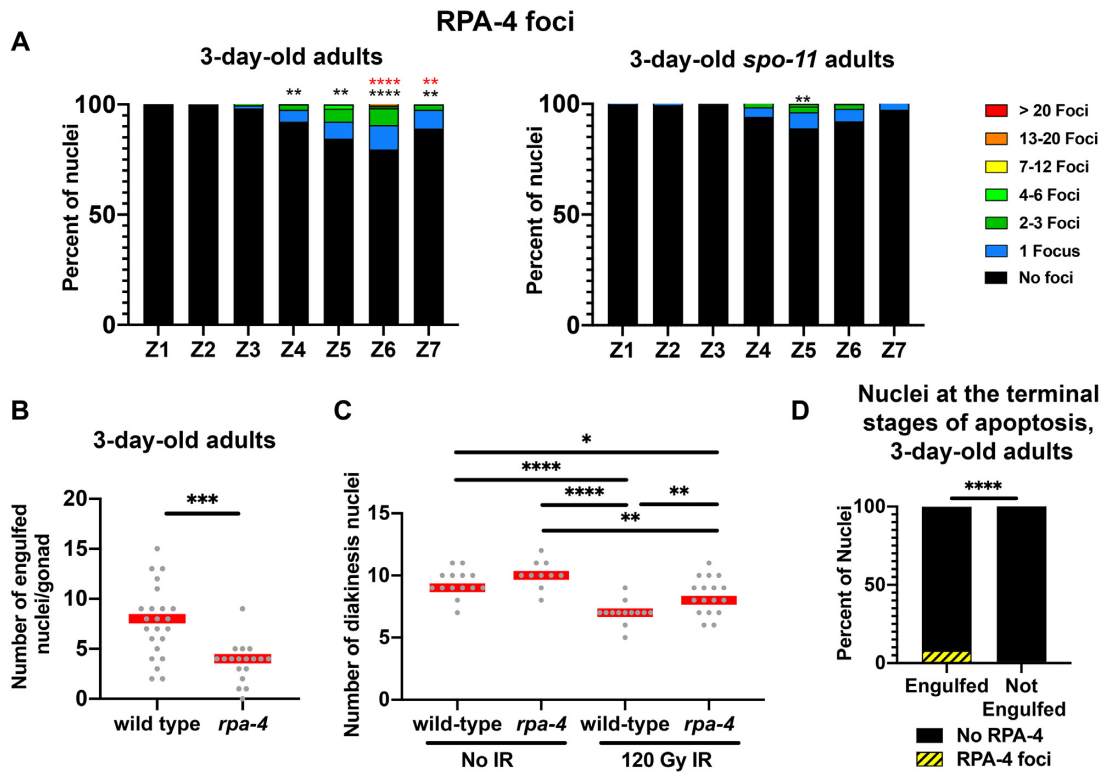 RPA-4 foci
A
3-day-old adults
3-day-old spo-11 adults
Percent of nuclei
100
50
0
** ** **** **
**** **
Z1 Z2 Z3 Z4 Z5 Z6 Z7
Percent of nuclei
100
50
0
**
Z1 Z2 Z3 Z4 Z5 Z6 Z7
> 20 Foci
13-20 Foci
7-12 Foci
4-6 Foci
2-3 Foci
1 Focus
No foci
B
3-day-old adults
Number of engulfed
nuclei/gonad
20
15
10
5
0
***
wild type rpa-4
C
Number of diakinesis nuclei
15
10
5
0
*
****
**** **
**
wild-type rpa-4 wild-type rpa-4
No IR 120 Gy IR
D
Nuclei at the terminal
stages of apoptosis,
3-day-old adults
Percent of Nuclei
100
50
0
****
Engulfed Not
Engulfed
No RPA-4
RPA-4 foci